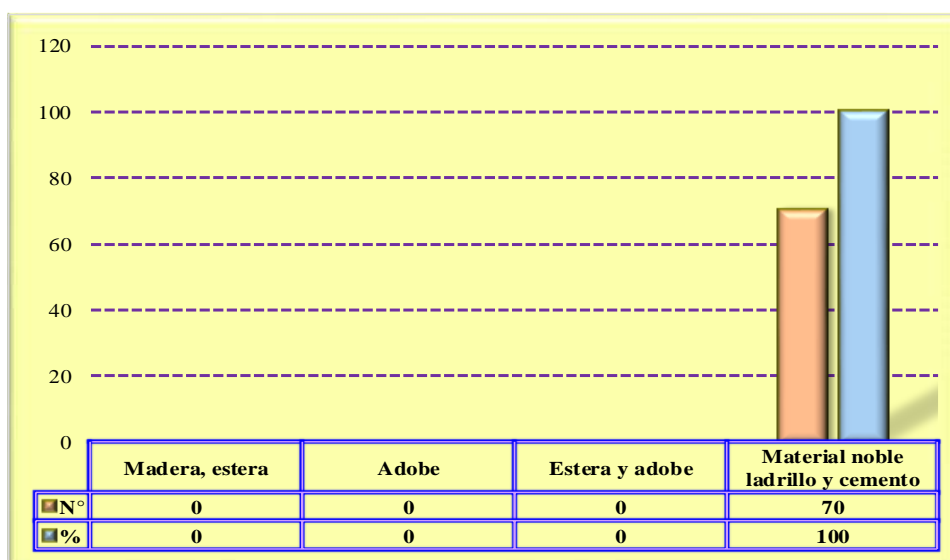 120
100
80
60
40
20
0
Madera, estera Adobe Estera y adobe Material noble
ladrillo y cemento
N° 0 0 0 70
% 0 0 0 100